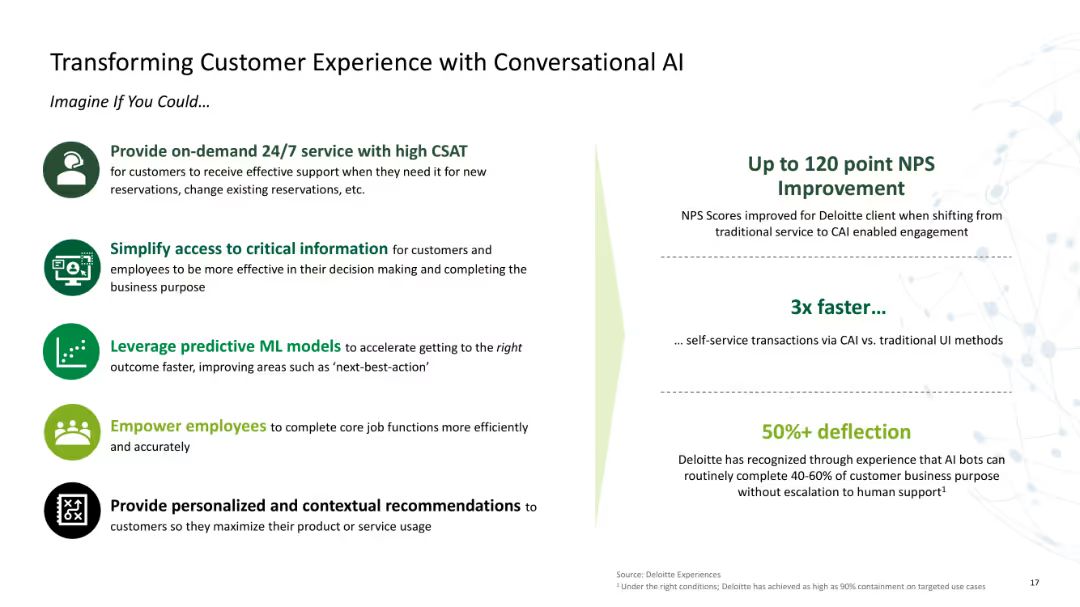 Transforming Customer Experience with Conversational AI
Imagine If You Could…
Provide on-demand 24/7 service with high CSAT
for customers to receive effective support when they need it for new
reservations, change existing reservations, etc.
Simplify access to critical information for customers and
employees to be more effective in their decision making and completing the
business purpose
Leverage predictive ML models to accelerate getting to the right
outcome faster, improving areas such as ‘next-best-action’
Empower employees to complete core job functions more efficiently
and accurately
Provide personalized and contextual recommendations to
customers so they maximize their product or service usage
Up to 120 point NPS
Improvement
NPS Scores improved for Deloitte client when shifting from
traditional service to CAI enabled engagement
3x faster…
… self-service transactions via CAI vs. traditional UI methods
50%+ deflection
Deloitte has recognized through experience that AI bots can
routinely complete 40-60% of customer business purpose
without escalation to human support¹
Source: Deloitte Experiences
¹ Under the right conditions; Deloitte has achieved as high as 90% containment on targeted use cases
17